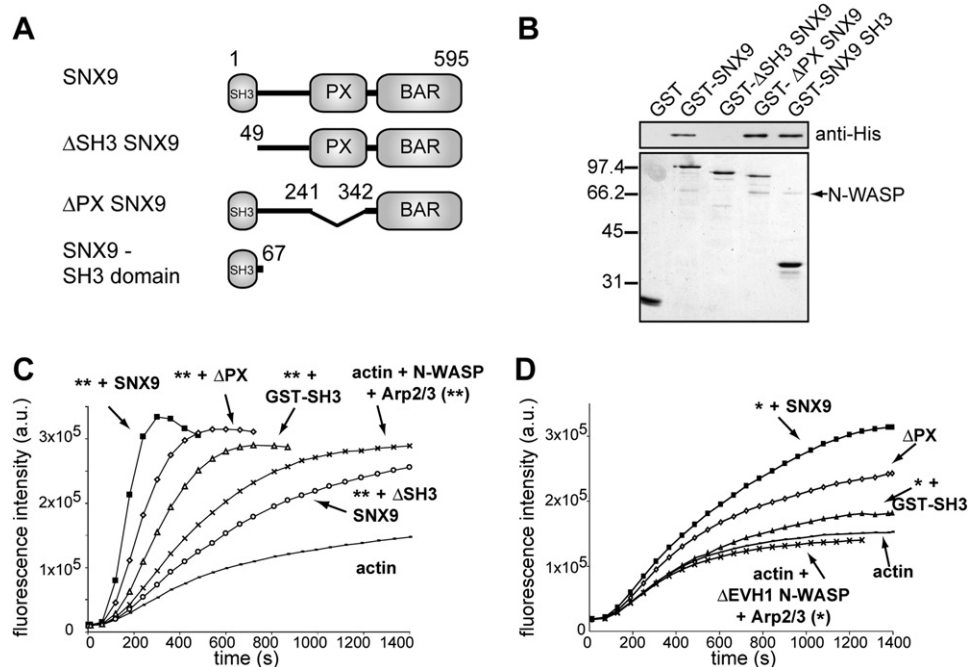 A
1 595
SNX9
SH3 PX BAR
49
ΔSH3 SNX9
PX BAR
241 342
ΔPX SNX9
SH3 BAR
SNX9 -
SH3 domain
67
SH3
B
GST
GST-SNX9
GST-ΔSH3 SNX9
GST- ΔPX SNX9
GST-SNX9 SH3
anti-His
97.4
66.2
N-WASP
45
31
C
fluorescence intensity (a.u.)
3x10⁵
2x10⁵
1x10⁵
0
** + SNX9
** + ΔPX
** +
GST-SH3
actin + N-WASP
+ Arp2/3 (**)
** + ΔSH3
SNX9
actin
0 200 400 600 800 1000 1200 1400
time (s)
D
fluorescence intensity (a.u.)
3x10⁵
2x10⁵
1x10⁵
0
* + SNX9
ΔPX
* +
GST-SH3
actin
actin +
ΔEVH1 N-WASP
+ Arp2/3 (*)
0 200 400 600 800 1000 1200 1400
time (s)